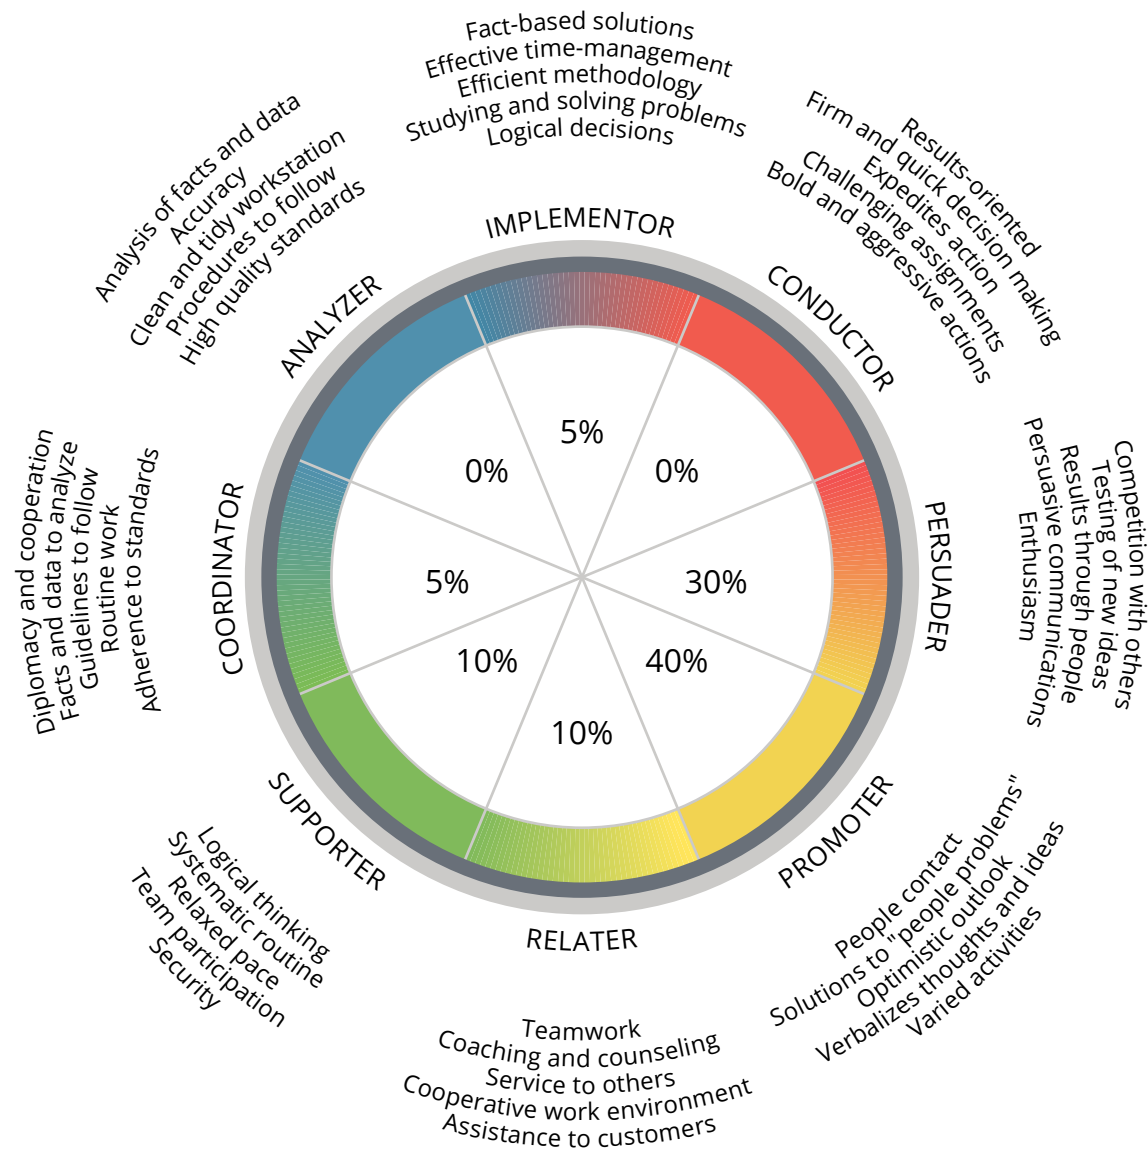 Fact-based solutions
Effective time-management
Efficient methodology
Studying and solving problems
Logical decisions
IMPLEMENTOR
5%
Results-oriented
Firm and quick decision making
Expedites action
Challenging assignments
Bold and aggressive actions
CONDUCTOR
0%
Competition with others
Testing of new ideas
Results through people
Persuasive communications
Enthusiasm
PERSUADER
30%
PROMOTER
40%
People contact
Solutions to "people problems"
Optimistic outlook
Verbalizes thoughts and ideas
Varied activities
RELATER
10%
Teamwork
Coaching and counseling
Service to others
Cooperative work environment
Assistance to customers
SUPPORTER
10%
Logical thinking
Systematic routine
Relaxed pace
Team participation
Security
Diplomacy and cooperation
Facts and data to analyze
Guidelines to follow
Routine work
Adherence to standards
COORDINATOR
5%
Analysis of facts and data
Accuracy
Clean and tidy workstation
Procedures to follow
High quality standards
ANALYZER
0%